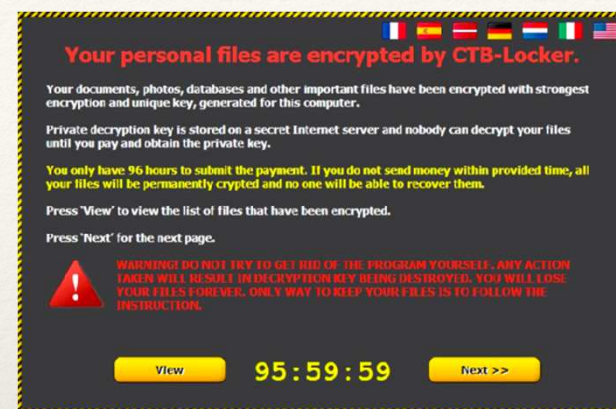 Your personal files are encrypted by CTB-Locker.
Your documents, photos, databases and other important files have been encrypted with strongest
encryption and unique key, generated for this computer.
Private decryption key is stored on a secret Internet server and nobody can decrypt your files
until you pay and obtain the private key.
You only have 96 hours to submit the payment. If you do not send money within provided time, all
your files will be permanently crypted and no one will be able to recover them.
Press 'View' to view the list of files that have been encrypted.
Press 'Next' for the next page.
WARNING! DO NOT TRY TO GET RID OF THE PROGRAM YOURSELF. ANY ACTION
TAKEN WILL RESULT IN DECRYPTION KEY BEING DESTROYED. YOU WILL LOSE
YOUR FILES FOREVER. ONLY WAY TO KEEP YOUR FILES IS TO FOLLOW THE
INSTRUCTION.
View 95:59:59 Next >>